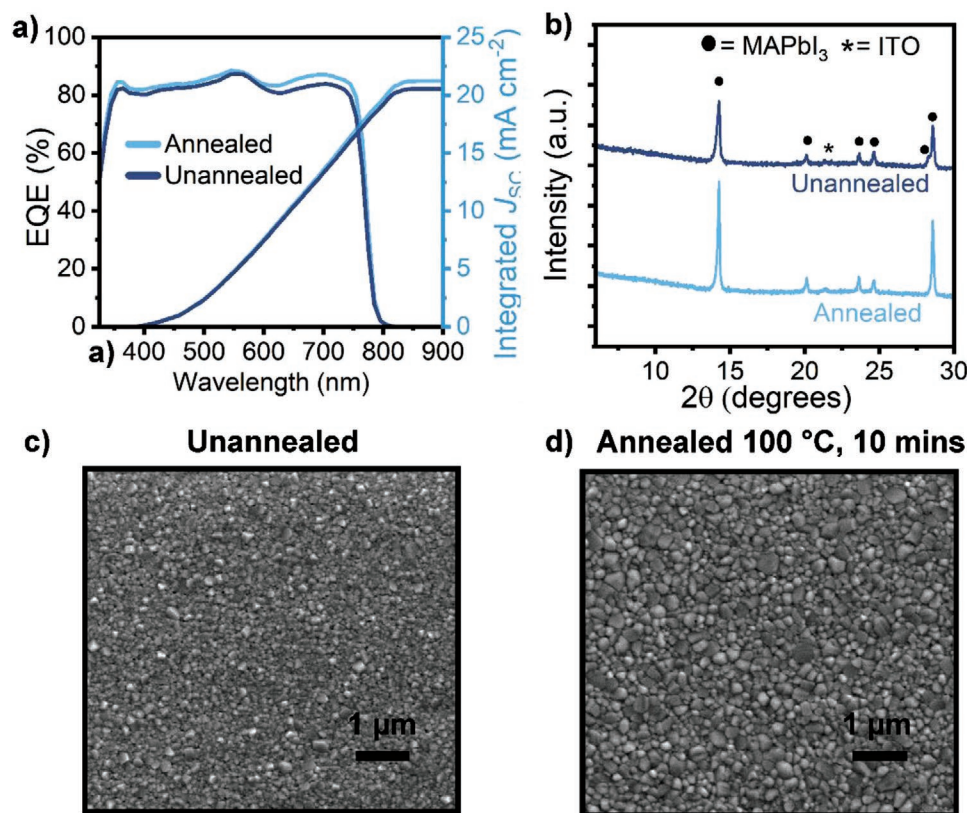 a)
100
80
60
40
20
0
EQE (%)
Annealed
Unannealed
25
20
15
10
5
0
Integrated JSC (mA cm-2)
a)
400 500 600 700 800 900
Wavelength (nm)
b)
● = MAPbI3 * = ITO
Intensity (a.u.)
*
Unannealed
Annealed
10 15 20 25 30
2θ (degrees)
c) Unannealed
1 μm
d) Annealed 100 °C, 10 mins
1 μm